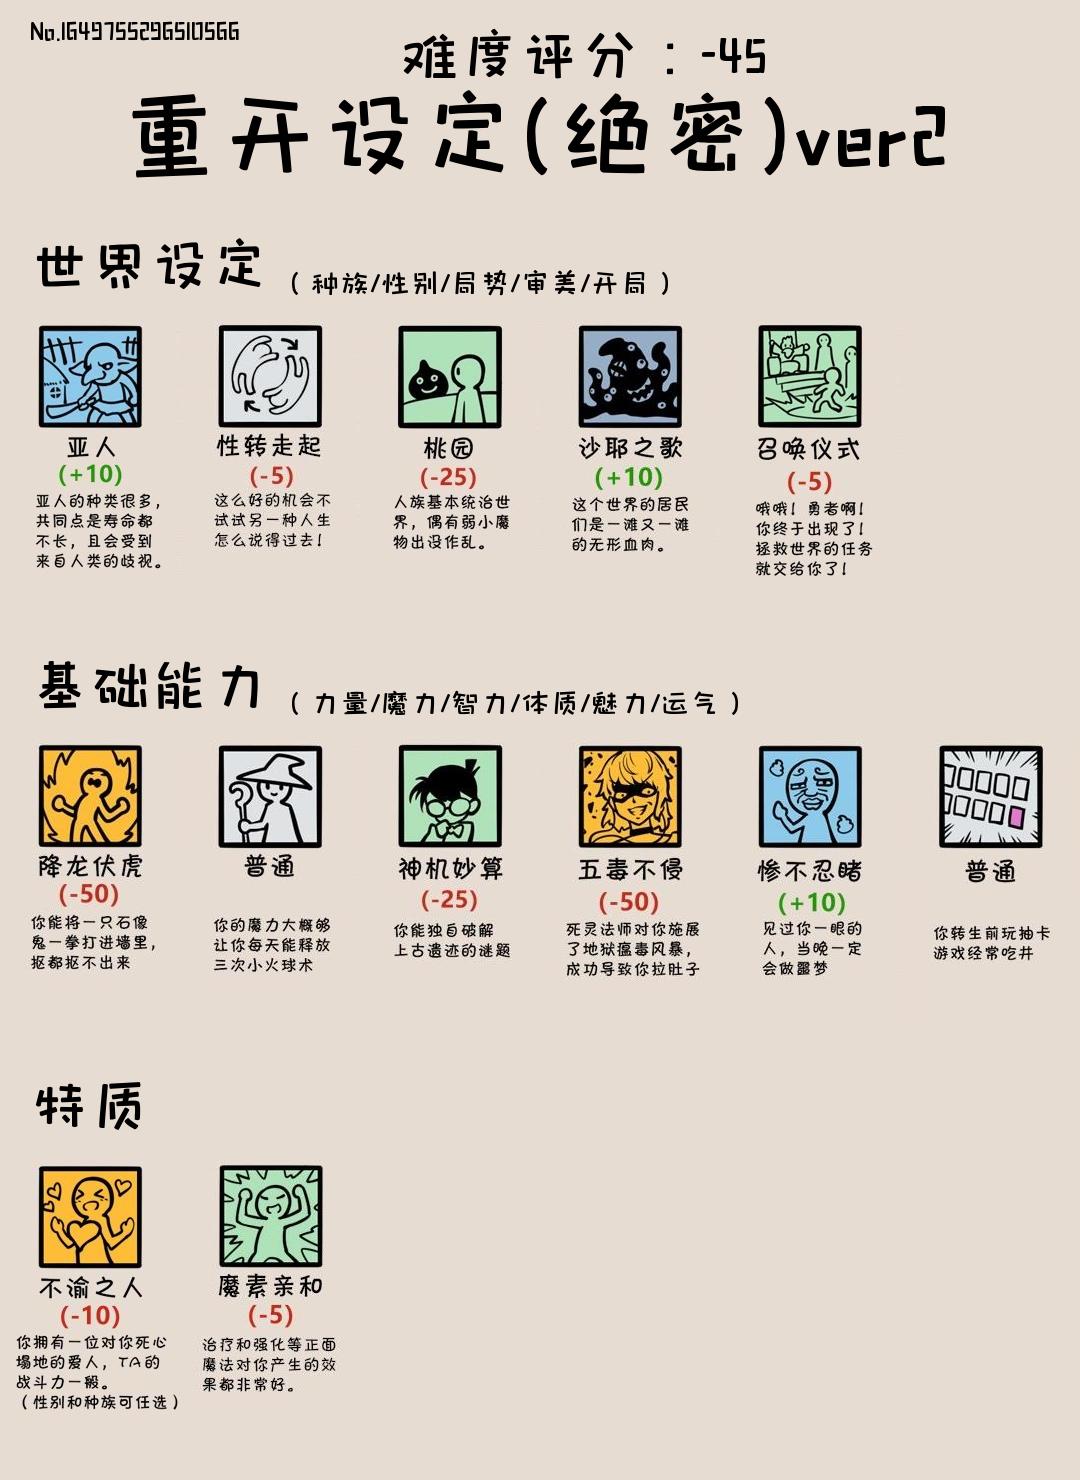 No.1649755296510566
难度评分：-45
重开设定(绝密)ver2
世界设定（种族/性别/局势/审美/开局）
亚人
(+10)
亚人的种类很多，
共同点是寿命都
不长，且会受到
来自人类的歧视。
性转走起
(-5)
这么好的机会不
试试另一种人生
怎么说得过去！
桃园
(-25)
人族基本统治世
界，偶有弱小魔
物出没作乱。
沙耶之歌
(+10)
这个世界的居民
们是一滩又一滩
的无形血肉。
召唤仪式
(-5)
哦哦！勇者啊！
你终于出现了！
拯救世界的任务
就交给你了！
基础能力（力量/魔力/智力/体质/魅力/运气）
降龙伏虎
(-50)
你能将一只石像
鬼一拳打进墙里，
抠都抠不出来
普通
你的魔力大概够
让你每天能释放
三次小火球术
神机妙算
(-25)
你能独自破解
上古遗迹的谜题
五毒不侵
(-50)
死灵法师对你施展
了地狱瘟毒风暴，
成功导致你拉肚子
惨不忍睹
(+10)
见过你一眼的
人，当晚一定
会做噩梦
普通
你转生前玩抽卡
游戏经常吃井
特质
不渝之人
(-10)
你拥有一位对你死心
塌地的爱人，TA的
战斗力一般。
（性别和种族可任选）
魔素亲和
(-5)
治疗和强化等正面
魔法对你产生的效
果都非常好。